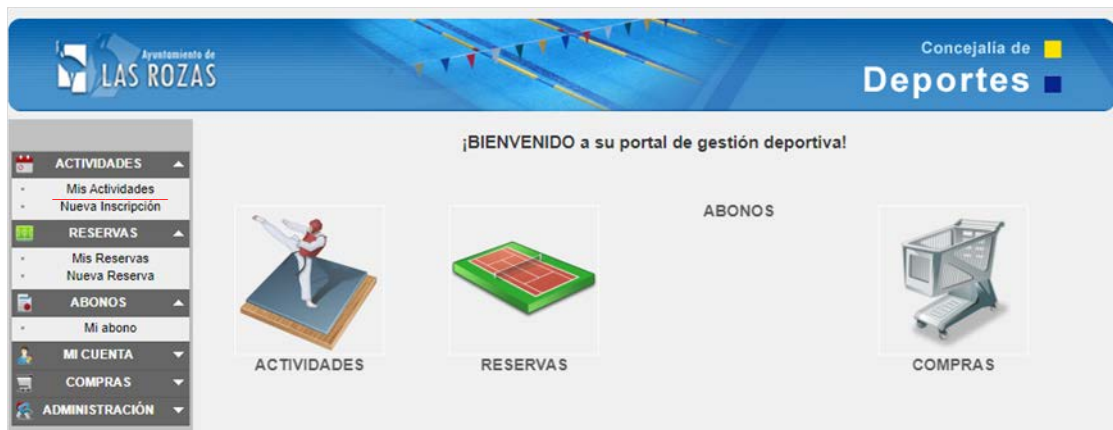 Ayuntamiento de
LAS ROZAS
Concejalía de
Deportes
¡BIENVENIDO a su portal de gestión deportiva!
ACTIVIDADES
Mis Actividades
Nueva Inscripción
RESERVAS
Mis Reservas
Nueva Reserva
ABONOS
Mi abono
MI CUENTA
COMPRAS
ADMINISTRACIÓN
ABONOS
ACTIVIDADES
RESERVAS
COMPRAS